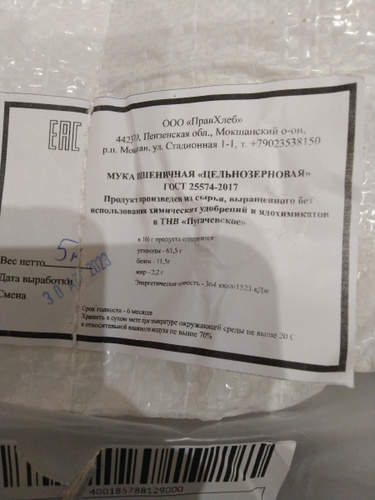 ООО «ПравХлеб»
Пензенская обл., Мокшанский р-он,
р.п. ул. Стадионная 1-1, т. +79023538150
EAC
МУКА ПШЕНИЧНАЯ «ЦЕЛЬНОЗЕРНОВАЯ»
ГОСТ 25574-2017
Продукт произведен из сырья, выращенного без
использования химических удобрений и ядохимикатов
в ТНВ «Пугачевское»
в 100 г продукта содержится:
углеводы - 61,5 г
белки - 11,5г
жир - 2,2 г
Энергетическая ценность - 364 ккал/1523 кДж
Вес нетто 5
Дата выработки 30 2023
Смена
Срок годности - 6 месяцев
Хранить в сухом месте при температуре окружающей среды не выше 20 С
и относительной влажности воздуха не выше 70%
400185788129000